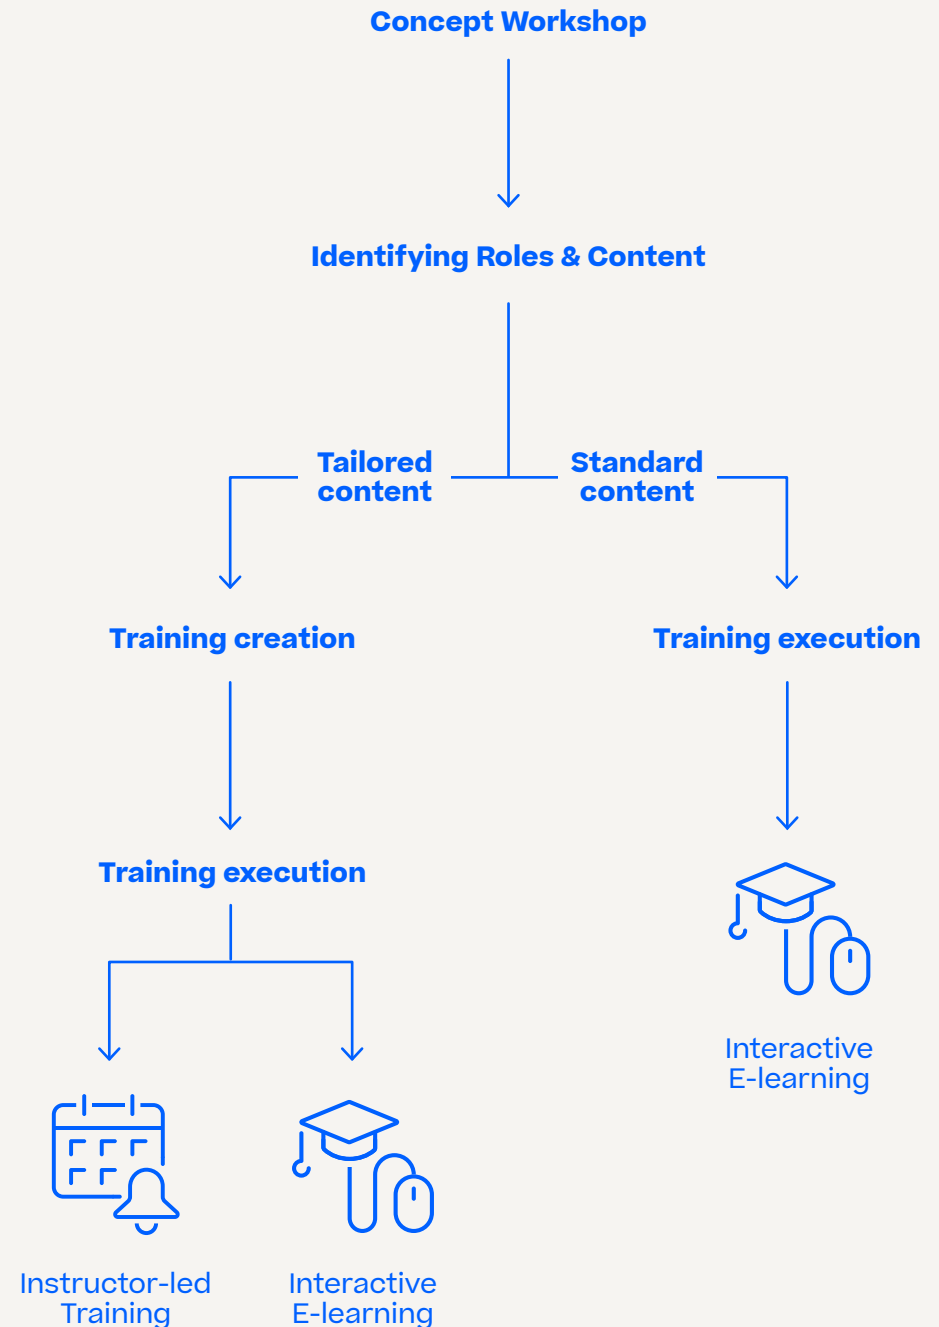 Concept Workshop
Identifying Roles & Content
Tailored
content
Standard
content
Training creation
Training execution
Training execution
Interactive
E-learning
Instructor-led
Training
Interactive
E-learning